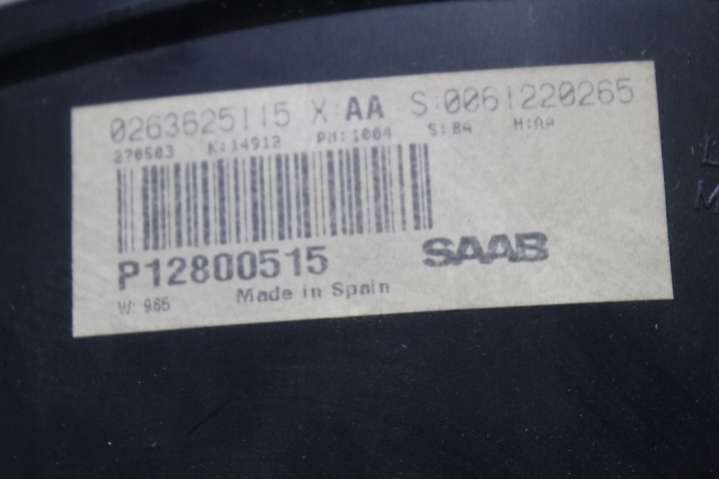 0263625115 X:AA S:0061220265
270503 K:14912 PN:1004 S:BA H:AA
P12800515 SAAB
W: 965 Made in Spain